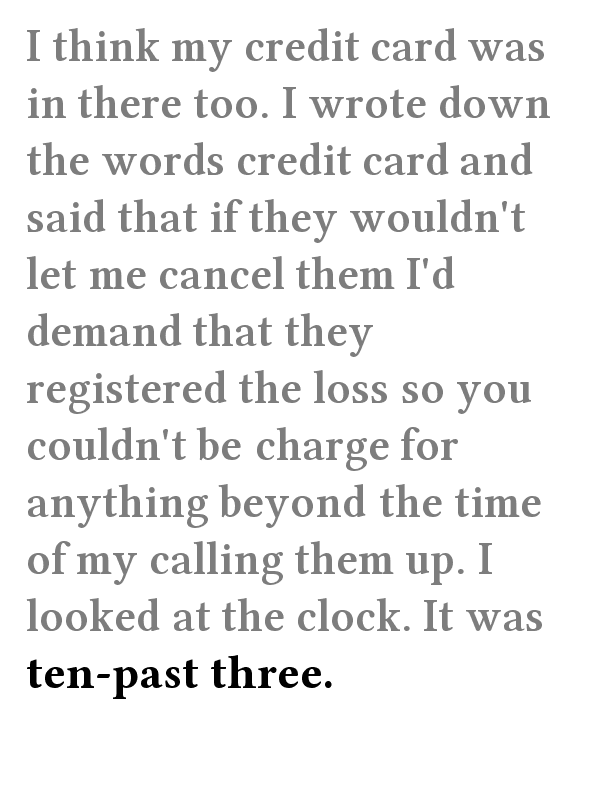 I think my credit card was
in there too. I wrote down
the words credit card and
said that if they wouldn't
let me cancel them I'd
demand that they
registered the loss so you
couldn't be charge for
anything beyond the time
of my calling them up. I
looked at the clock. It was
ten-past three.